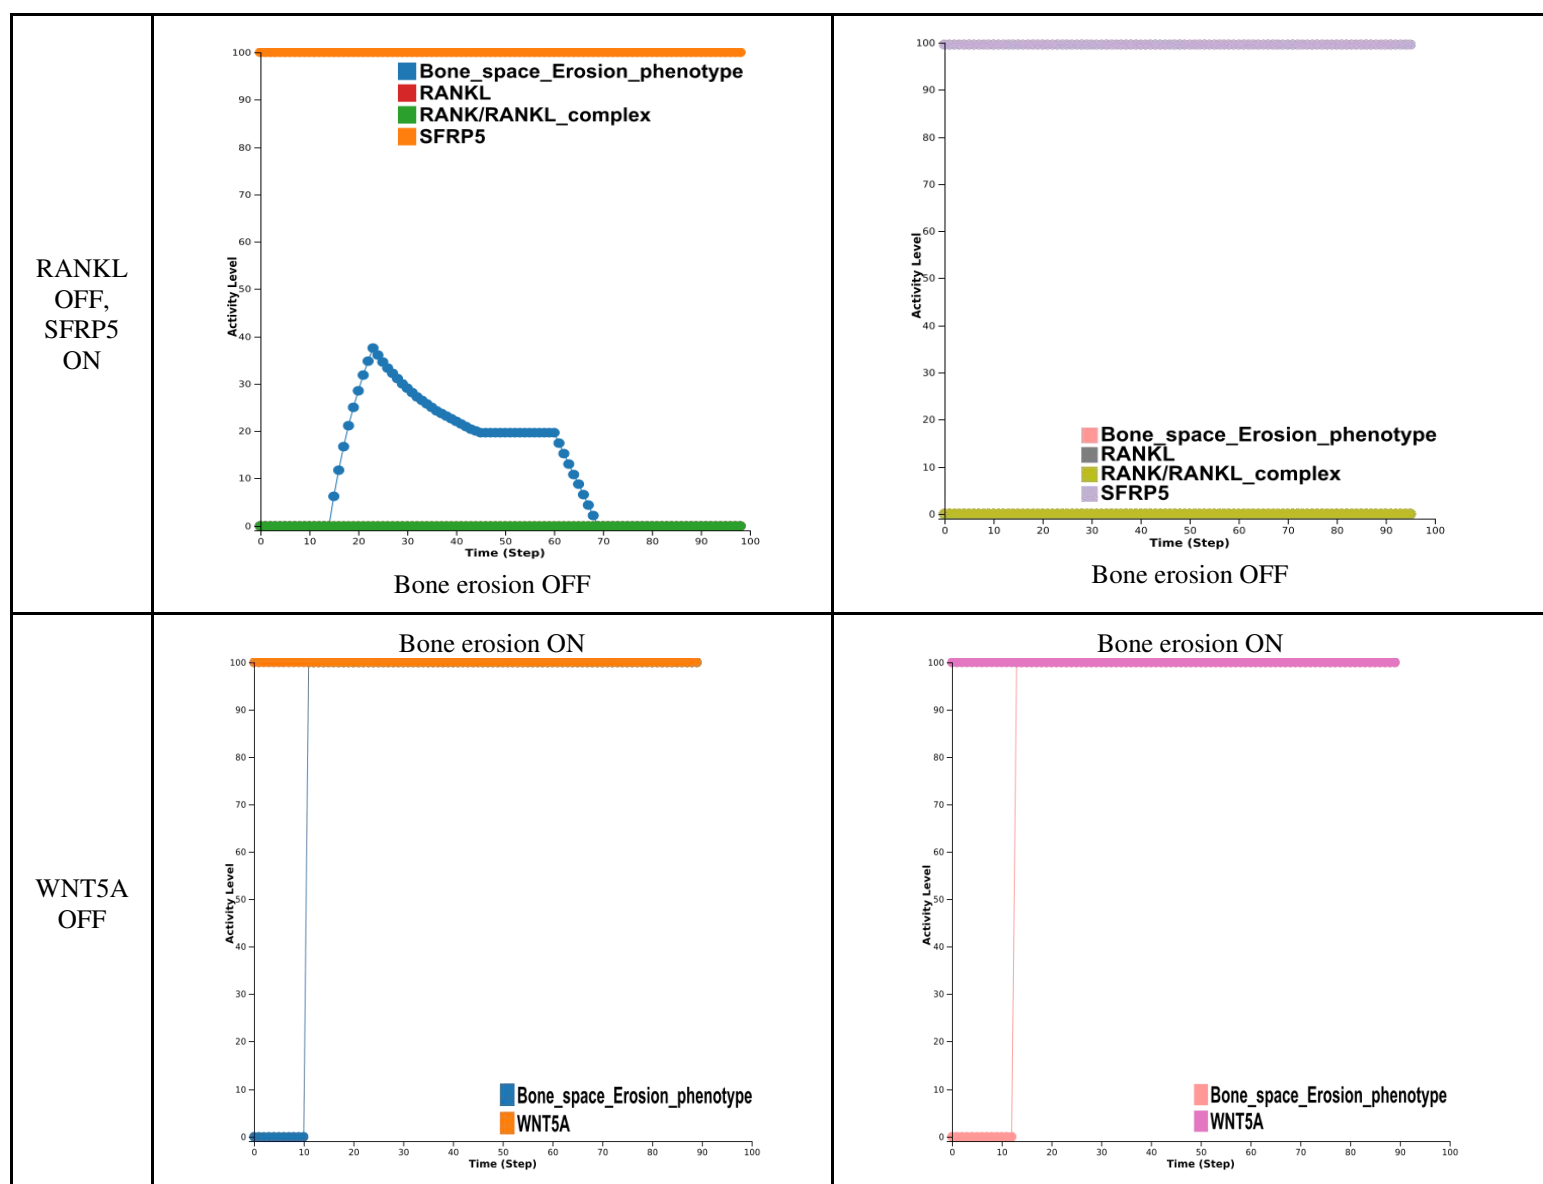 RANKL
OFF,
SFRP5
ON
100
90
80
70
60
50
40
30
20
10
0
Activity Level
Bone_space_Erosion_phenotype
RANKL
RANK/RANKL_complex
SFRP5
0 10 20 30 40 50 60 70 80 90 100
Time (Step)
Bone erosion OFF
100
90
80
70
60
50
40
30
20
10
0
Activity Level
Bone_space_Erosion_phenotype
RANKL
RANK/RANKL_complex
SFRP5
0 10 20 30 40 50 60 70 80 90 100
Time (Step)
Bone erosion OFF
WNT5A
OFF
Bone erosion ON
100
90
80
70
60
50
40
30
20
10
0
Activity Level
Bone_space_Erosion_phenotype
WNT5A
0 10 20 30 40 50 60 70 80 90 100
Time (Step)
Bone erosion ON
100
90
80
70
60
50
40
30
20
10
0
Activity Level
Bone_space_Erosion_phenotype
WNT5A
0 10 20 30 40 50 60 70 80 90 100
Time (Step)